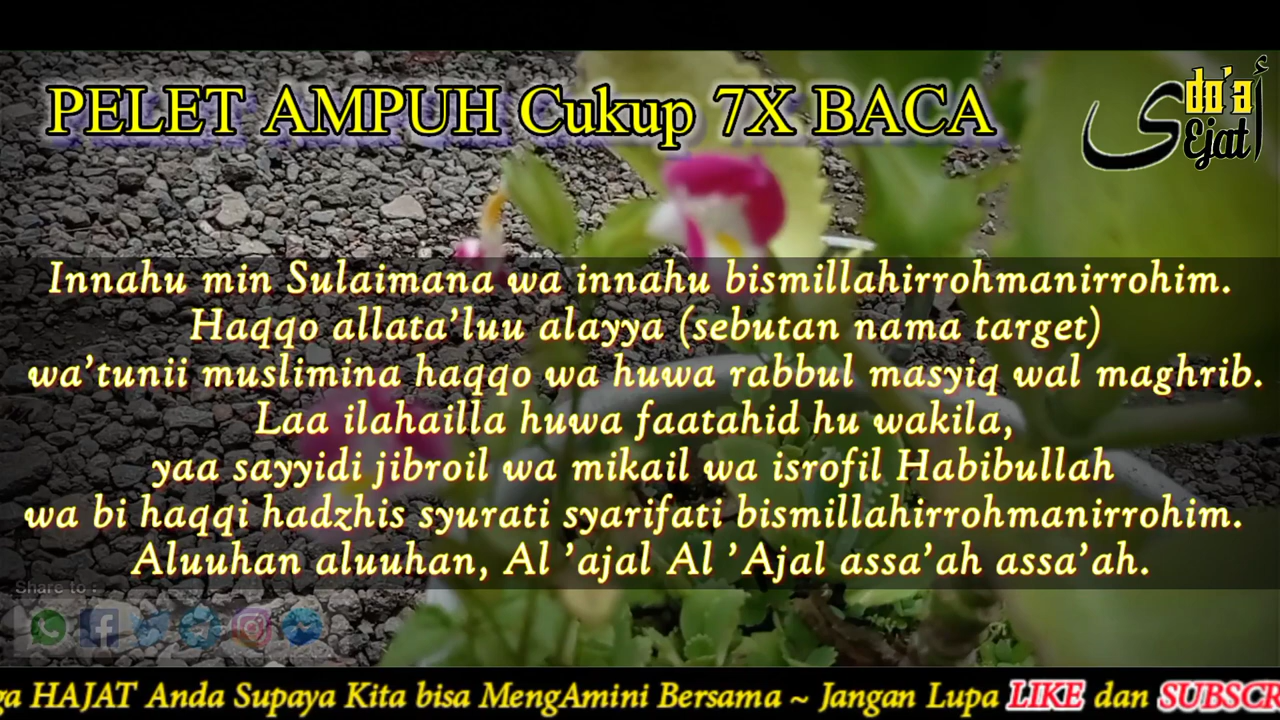 PELET AMPUH Cukup 7X BACA
do'a
Ejat
أ
ى
Innahu min Sulaimana wa innahu bismillahirrohmanirrohim.
Haqqo allata'luu alayya (sebutan nama target)
wa'tunii muslimina haqqo wa huwa rabbul masyiq wal maghrib.
Laa ilahailla huwa faatahid hu wakila,
yaa sayyidi jibroil wa mikail wa isrofil Habibullah
wa bi haqqi hadzhis syurati syarifati bismillahirrohmanirrohim.
Aluuhan aluuhan, Al 'ajal Al 'Ajal assa'ah assa'ah.
Share to :
ga HAJAT Anda Supaya Kita bisa MengAmini Bersama ~ Jangan Lupa LIKE dan SUBSCR